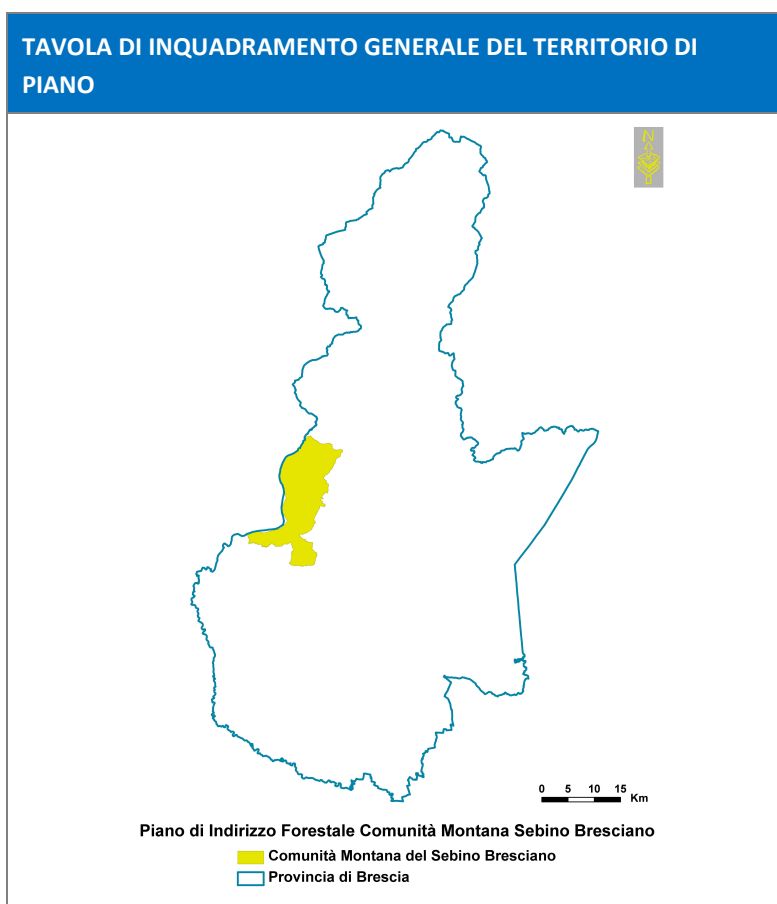 TAVOLA DI INQUADRAMENTO GENERALE DEL TERRITORIO DI
PIANO
N
0 5 10 15
Km
Piano di Indirizzo Forestale Comunità Montana Sebino Bresciano
Comunità Montana del Sebino Bresciano
Provincia di Brescia